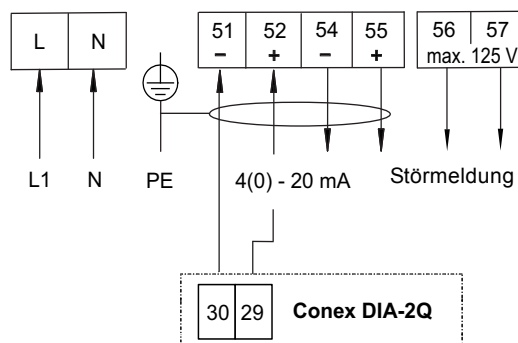 L N 51 52 54 55 56 57
– + – + max. 125 V
L1 N PE 4(0) - 20 mA Störmeldung
30 29 Conex DIA-2Q